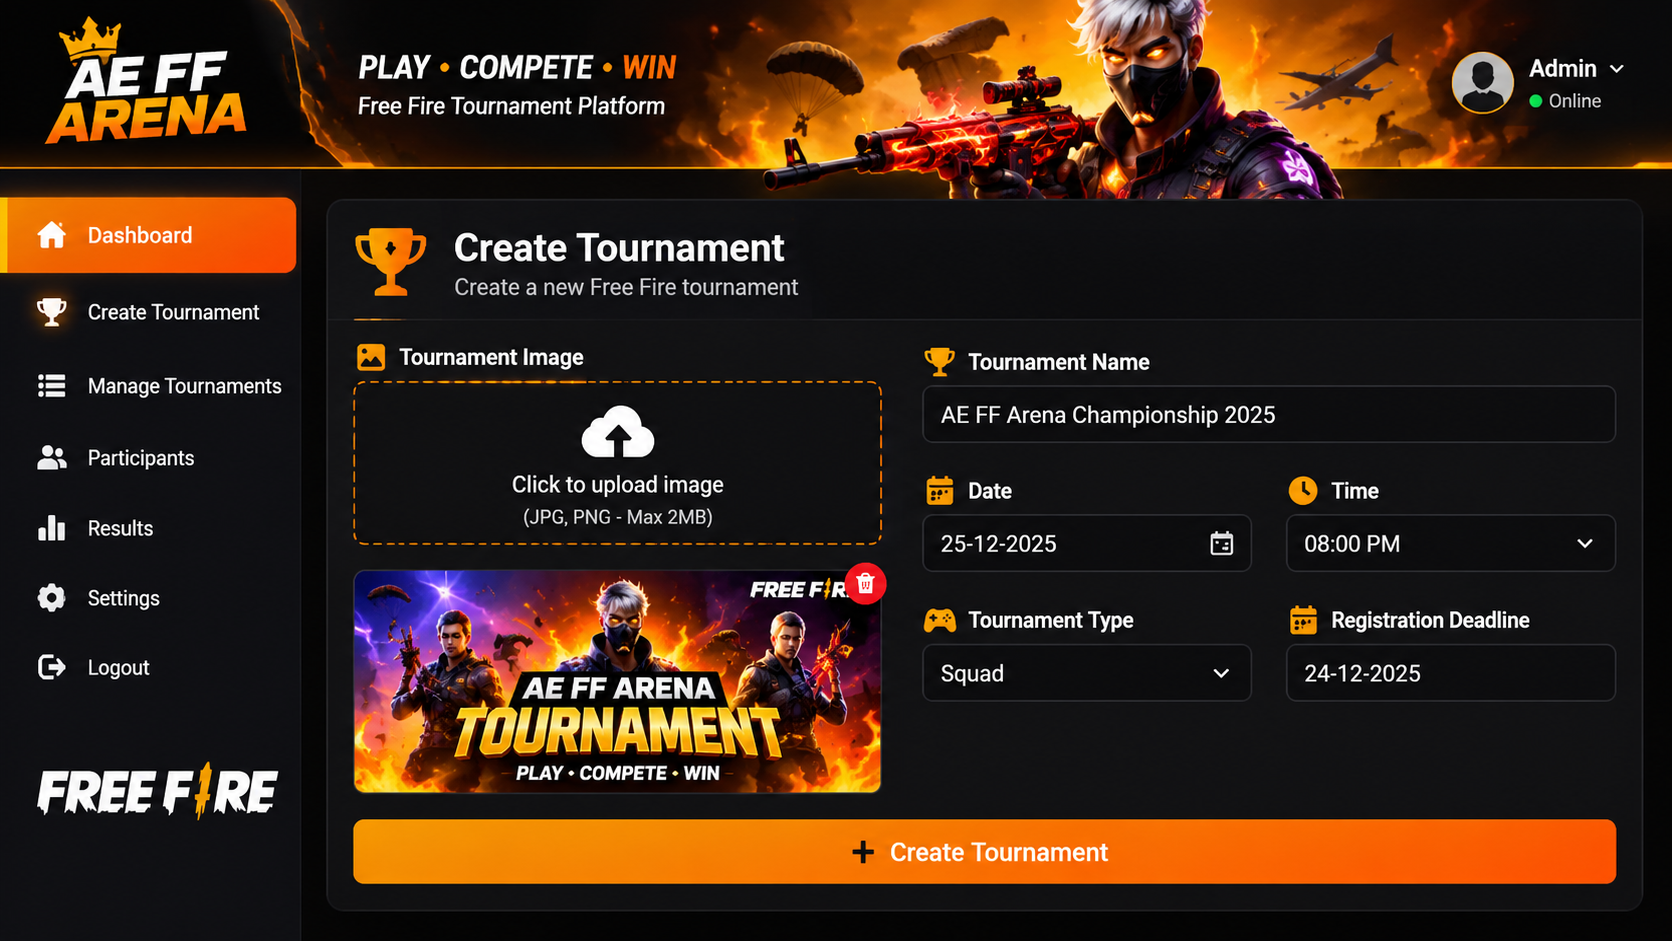 AE FF
ARENA
PLAY • COMPETE • WIN
Free Fire Tournament Platform
Admin
Online
Dashboard
Create Tournament
Manage Tournaments
Participants
Results
Settings
Logout
FREE FIRE
Create Tournament
Create a new Free Fire tournament
Tournament Image
Click to upload image
(JPG, PNG - Max 2MB)
FREE FIR
AE FF ARENA
TOURNAMENT
PLAY • COMPETE • WIN
Tournament Name
AE FF Arena Championship 2025
Date
Time
25-12-2025
08:00 PM
Tournament Type
Registration Deadline
Squad
24-12-2025
+ Create Tournament